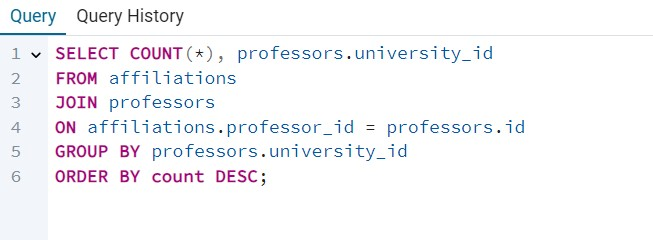 Query Query History
1 SELECT COUNT(*), professors.university_id
2 FROM affiliations
3 JOIN professors
4 ON affiliations.professor_id = professors.id
5 GROUP BY professors.university_id
6 ORDER BY count DESC;